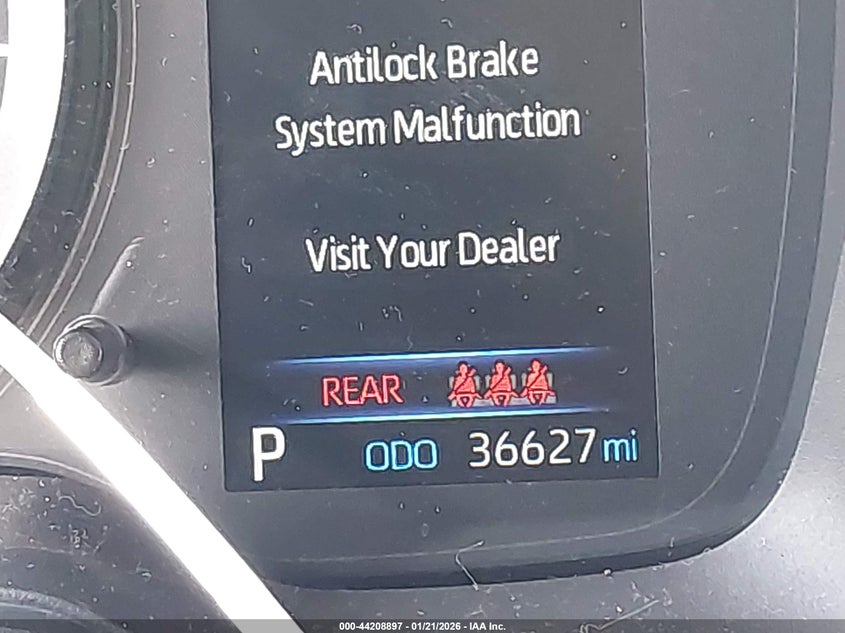 Antilock Brake
System Malfunction
Visit Your Dealer
REAR
P ODO 36627 mi
000-44208897 - 01/21/2026 - IAA Inc.